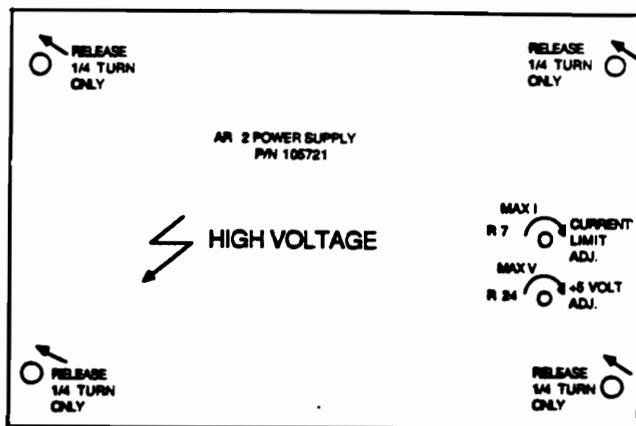 RELEASE
1/4 TURN
ONLY
RELEASE
1/4 TURN
ONLY
AR 2 POWER SUPPLY
P/N 105721
HIGH VOLTAGE
MAX I
R 7
CURRENT
LIMIT
ADJ.
MAX V
R 24
+5 VOLT
ADJ.
RELEASE
1/4 TURN
ONLY
RELEASE
1/4 TURN
ONLY